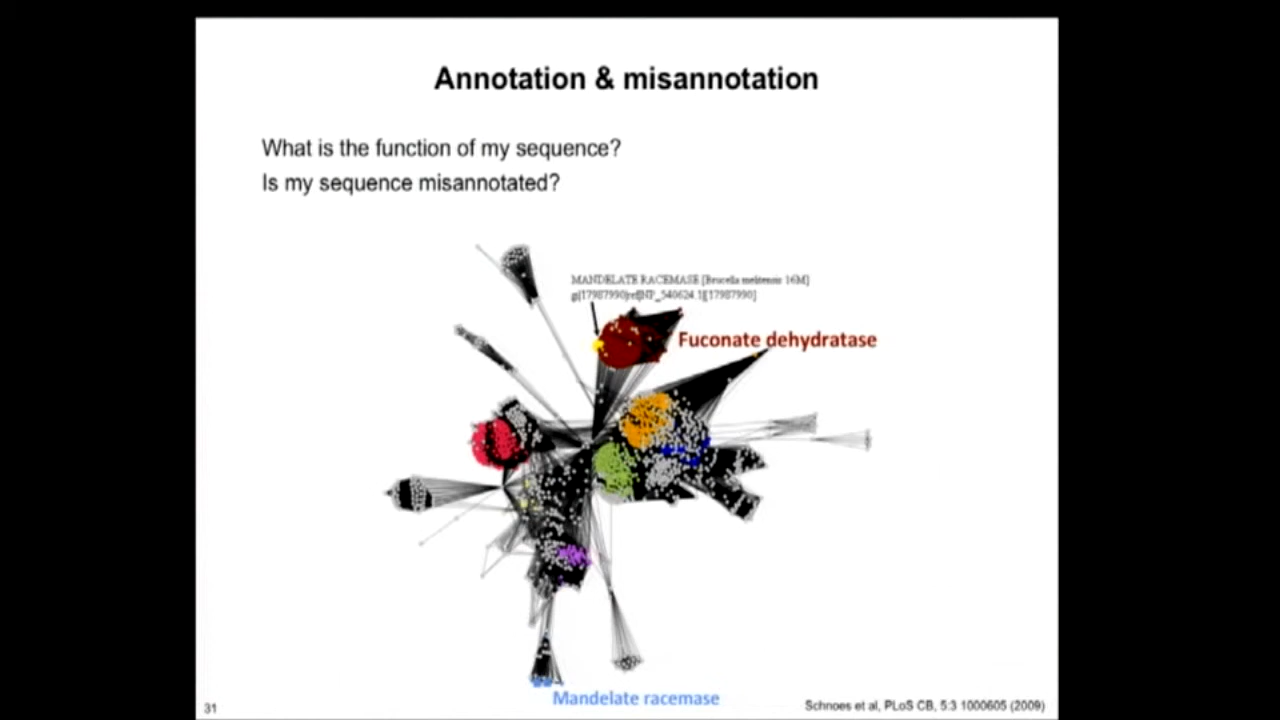 Annotation & misannotation
What is the function of my sequence?
Is my sequence misannotated?
MANDELATE RACEMASE [Brucella melitensis 16M]
gi|17987990|ref|NP_540624.1|[17987990]
Fuconate dehydratase
Mandelate racemase
31
Schnoes et al, PLoS CB, 5:3 1000605 (2009)